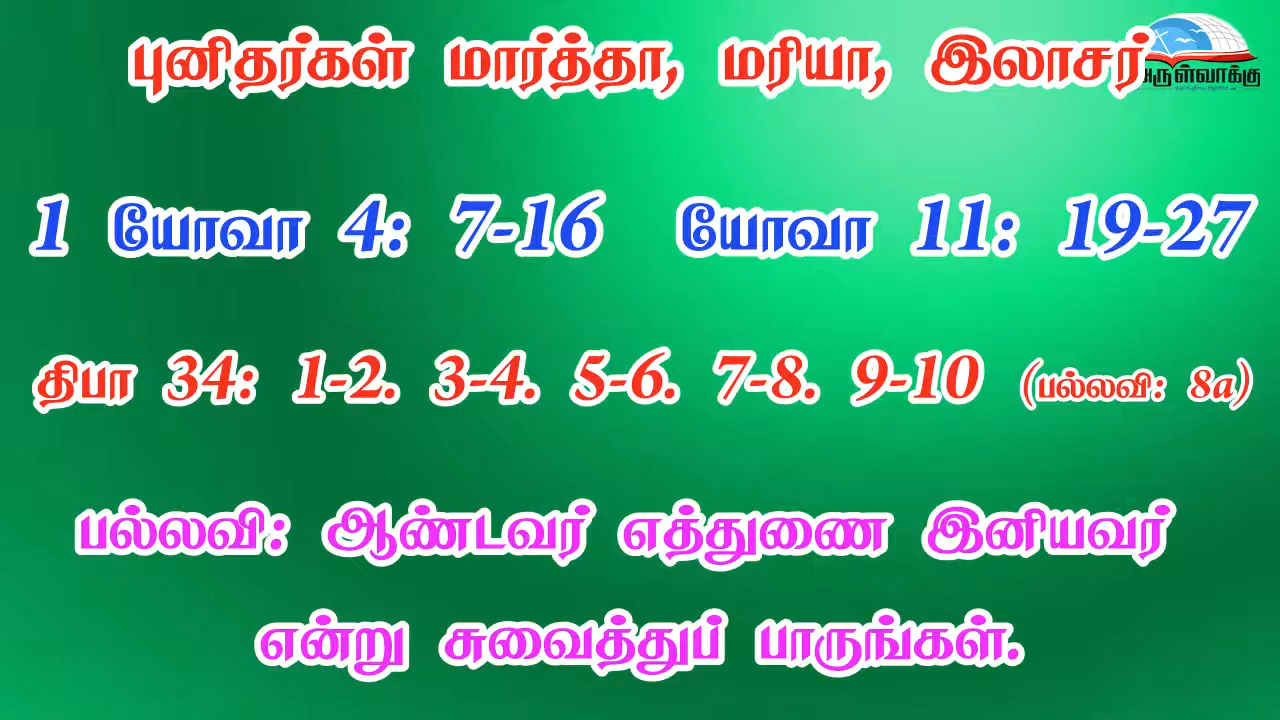 புனிதர்கள் மார்த்தா, மரியா, இலாசர்
அருள்வாக்கு
1 யோவா 4: 7-16 யோவா 11: 19-27
திபா 34: 1-2. 3-4. 5-6. 7-8. 9-10 (பல்லவி: 8a)
பல்லவி: ஆண்டவர் எத்துணை இனியவர்
என்று சுவைத்துப் பாருங்கள்.